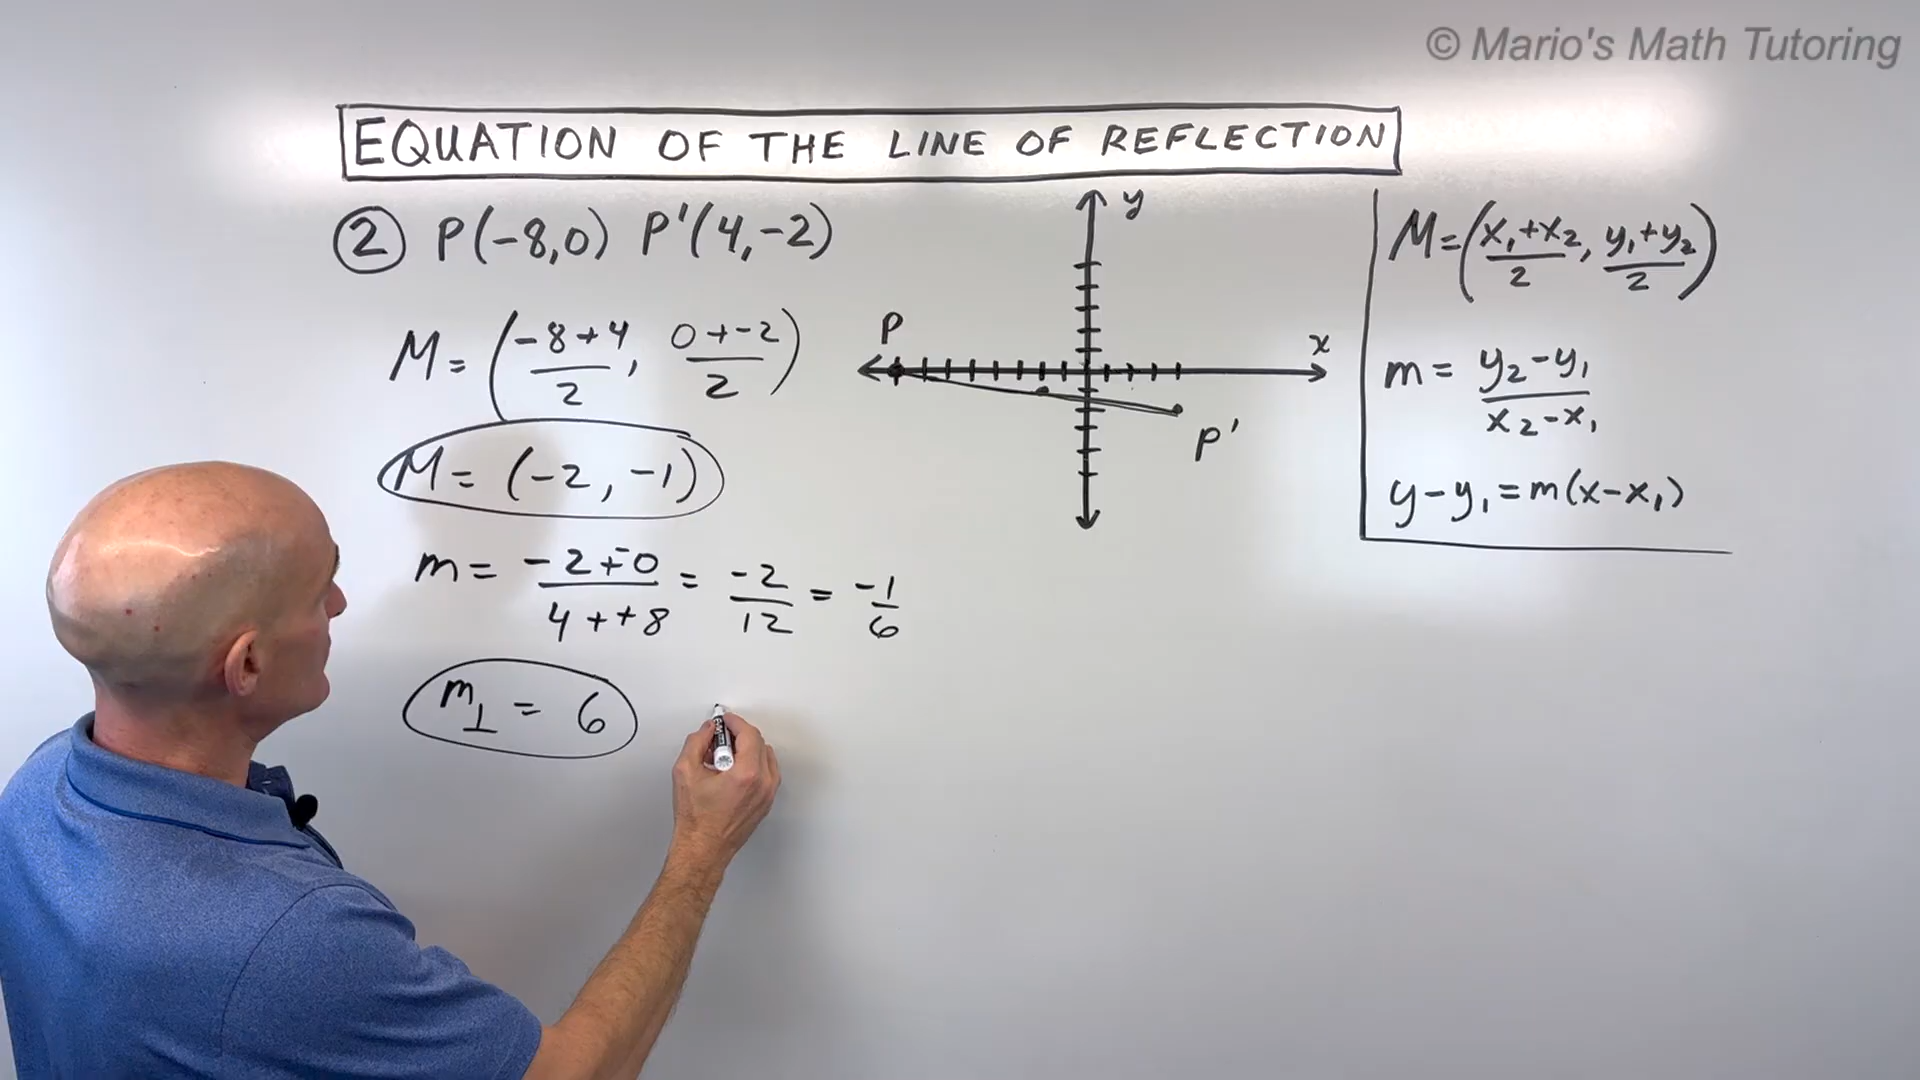 © Mario's Math Tutoring
EQUATION OF THE LINE OF REFLECTION
② P(-8,0) P'(4,-2)
M = (-8+4/2, 0+-2/2)
M = (-2, -1)
m = -2+-0/4++8 = -2/12 = -1/6
m⊥ = 6
y
x
P
P'
M = (x₁+x₂/2, y₁+y₂/2)
m = y₂-y₁/x₂-x₁
y-y₁=m(x-x₁)